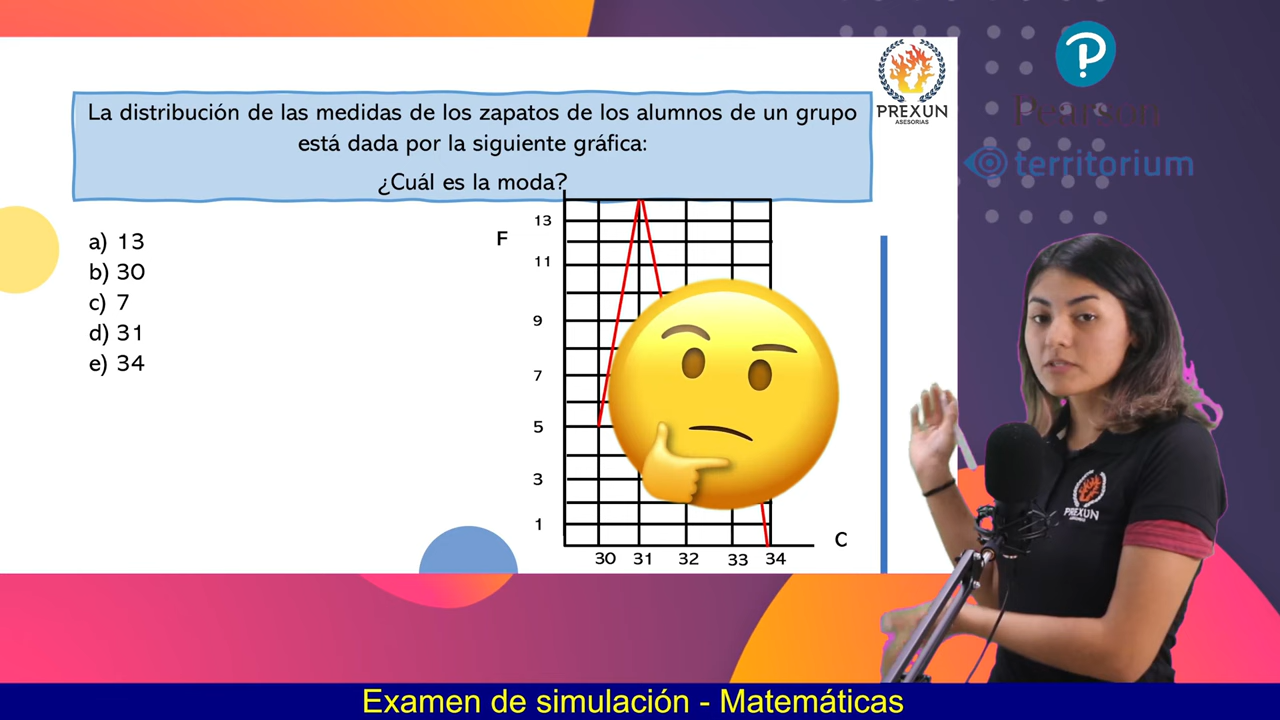 La distribución de las medidas de los zapatos de los alumnos de un grupo
está dada por la siguiente gráfica:
¿Cuál es la moda?
PREXUN
ASESORIAS
Pearson
territorium
a) 13
b) 30
c) 7
d) 31
e) 34
F
13
11
9
7
5
3
1
30 31 32 33 34
C
PREXUN
Examen de simulación - Matemáticas